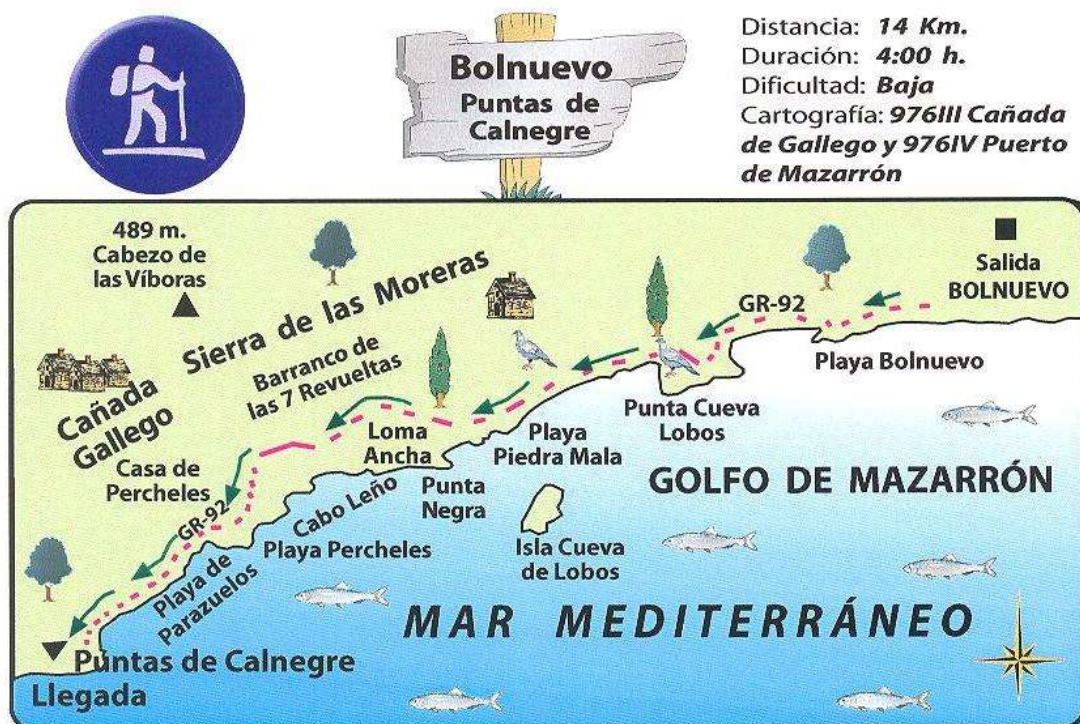 Bolnuevo
Puntas de
Calnegre
Distancia: 14 Km.
Duración: 4:00 h.
Dificultad: Baja
Cartografía: 976III Cañada
de Gallego y 976IV Puerto
de Mazarrón
489 m.
Cabezo de
las Víboras
Sierra de las Moreras
Salida
BOLNUEVO
GR-92
Playa Bolnuevo
Cañada
Gallego
Barranco de
las 7 Revueltas
Punta Cueva
Lobos
Loma
Ancha
Playa
Piedra Mala
Casa de
Percheles
GOLFO DE MAZARRÓN
Punta
Negra
Cabo Leño
GR-92
Playa Percheles
Isla Cueva
de Lobos
Playa de
Parazuelos
MAR MEDITERRÁNEO
Puntas de Calnegre
Llegada